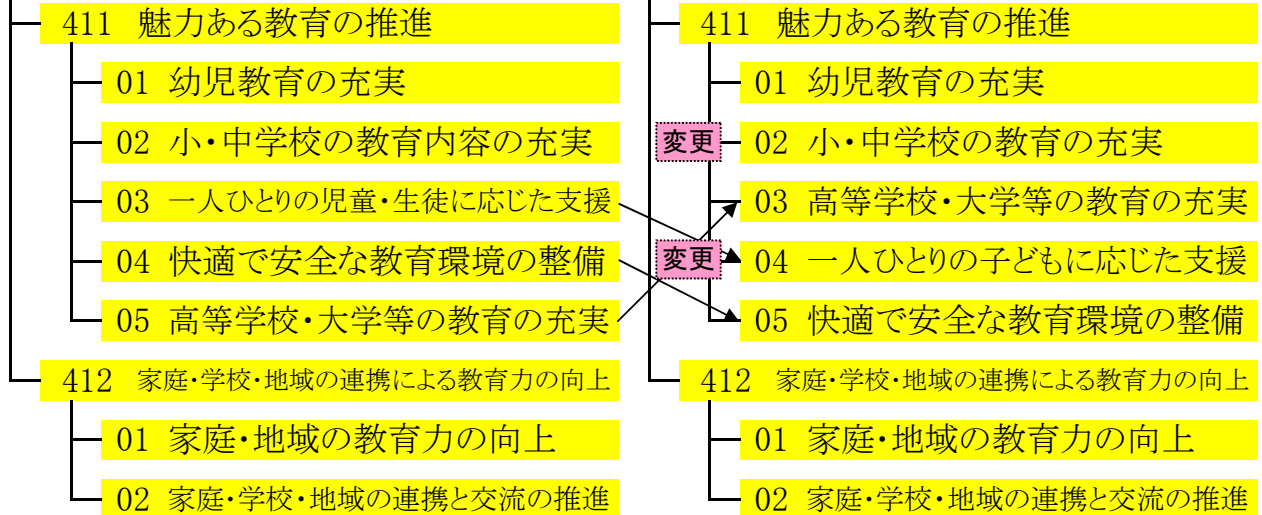 411 魅力ある教育の推進
01 幼児教育の充実
02 小・中学校の教育内容の充実
03 一人ひとりの児童・生徒に応じた支援
04 快適で安全な教育環境の整備
05 高等学校・大学等の教育の充実
412 家庭・学校・地域の連携による教育力の向上
01 家庭・地域の教育力の向上
02 家庭・学校・地域の連携と交流の推進
411 魅力ある教育の推進
01 幼児教育の充実
変更 02 小・中学校の教育の充実
03 高等学校・大学等の教育の充実
変更 04 一人ひとりの子どもに応じた支援
05 快適で安全な教育環境の整備
412 家庭・学校・地域の連携による教育力の向上
01 家庭・地域の教育力の向上
02 家庭・学校・地域の連携と交流の推進